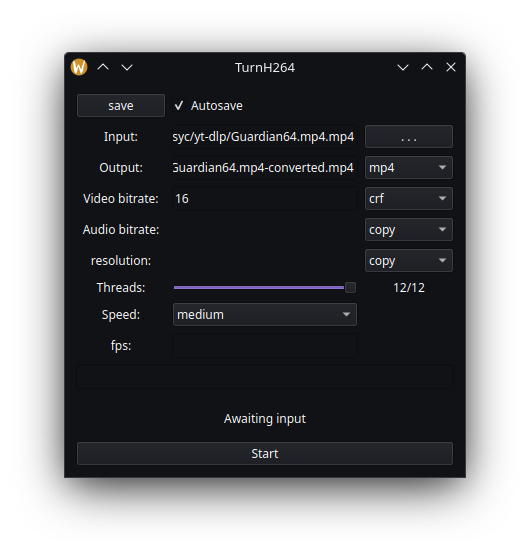 TurnH264
save Autosave
Input: syc/yt-dlp/Guardian64.mp4.mp4 ...
Output: Guardian64.mp4-converted.mp4 mp4
Video bitrate: 16 crf
Audio bitrate: copy
resolution: copy
Threads: 12/12
Speed: medium
fps:
Awaiting input
Start